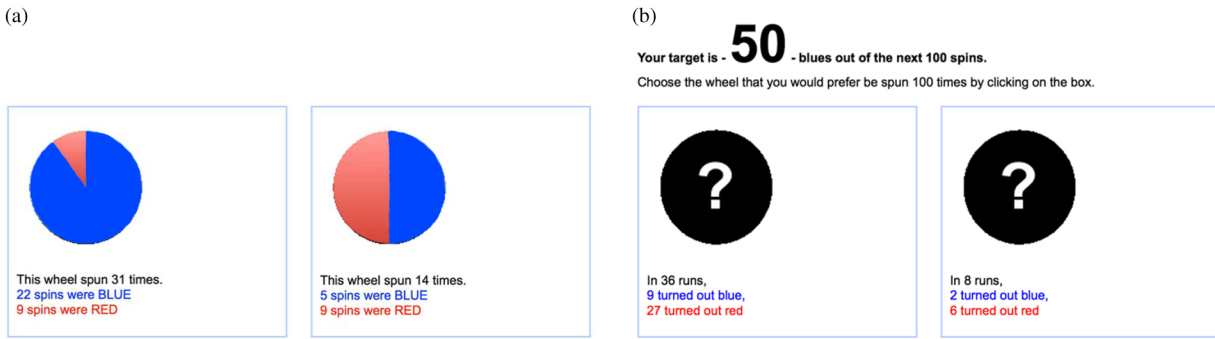 (a)
This wheel spun 31 times.
22 spins were BLUE
9 spins were RED
This wheel spun 14 times.
5 spins were BLUE
9 spins were RED
(b)
Your target is - 50 - blues out of the next 100 spins.
Choose the wheel that you would prefer be spun 100 times by clicking on the box.
?
In 36 runs,
9 turned out blue,
27 turned out red
?
In 8 runs,
2 turned out blue,
6 turned out red